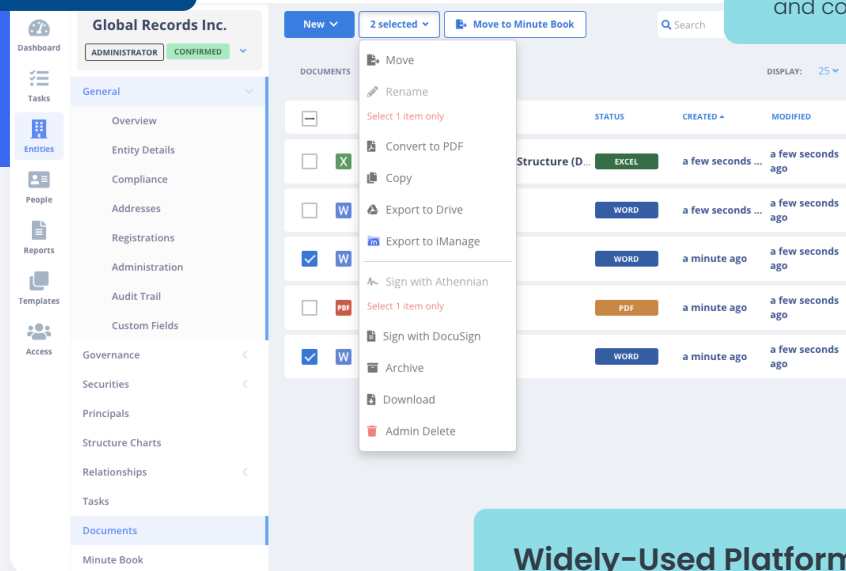 and co
Dashboard
Tasks
Entities
People
Reports
Templates
Access
Global Records Inc.
ADMINISTRATOR CONFIRMED
General
Overview
Entity Details
Compliance
Addresses
Registrations
Administration
Audit Trail
Custom Fields
Governance
Securities
Principals
Structure Charts
Relationships
Tasks
Documents
Minute Book
New 2 selected Move to Minute Book Search
DOCUMENTS DISPLAY: 25
Move
Rename
Select 1 item only
Convert to PDF
Copy
Export to Drive
Export to iManage
Sign with Athennian
Select 1 item only
Sign with DocuSign
Archive
Download
Admin Delete
STATUS CREATED MODIFIED
X Structure (D... EXCEL a few seconds ... a few seconds
ago
W WORD a few seconds ... a few seconds
ago
W WORD a minute ago a few seconds
ago
PDF PDF a minute ago a few seconds
ago
W WORD a minute ago a few seconds
ago
Widely-Used Platform